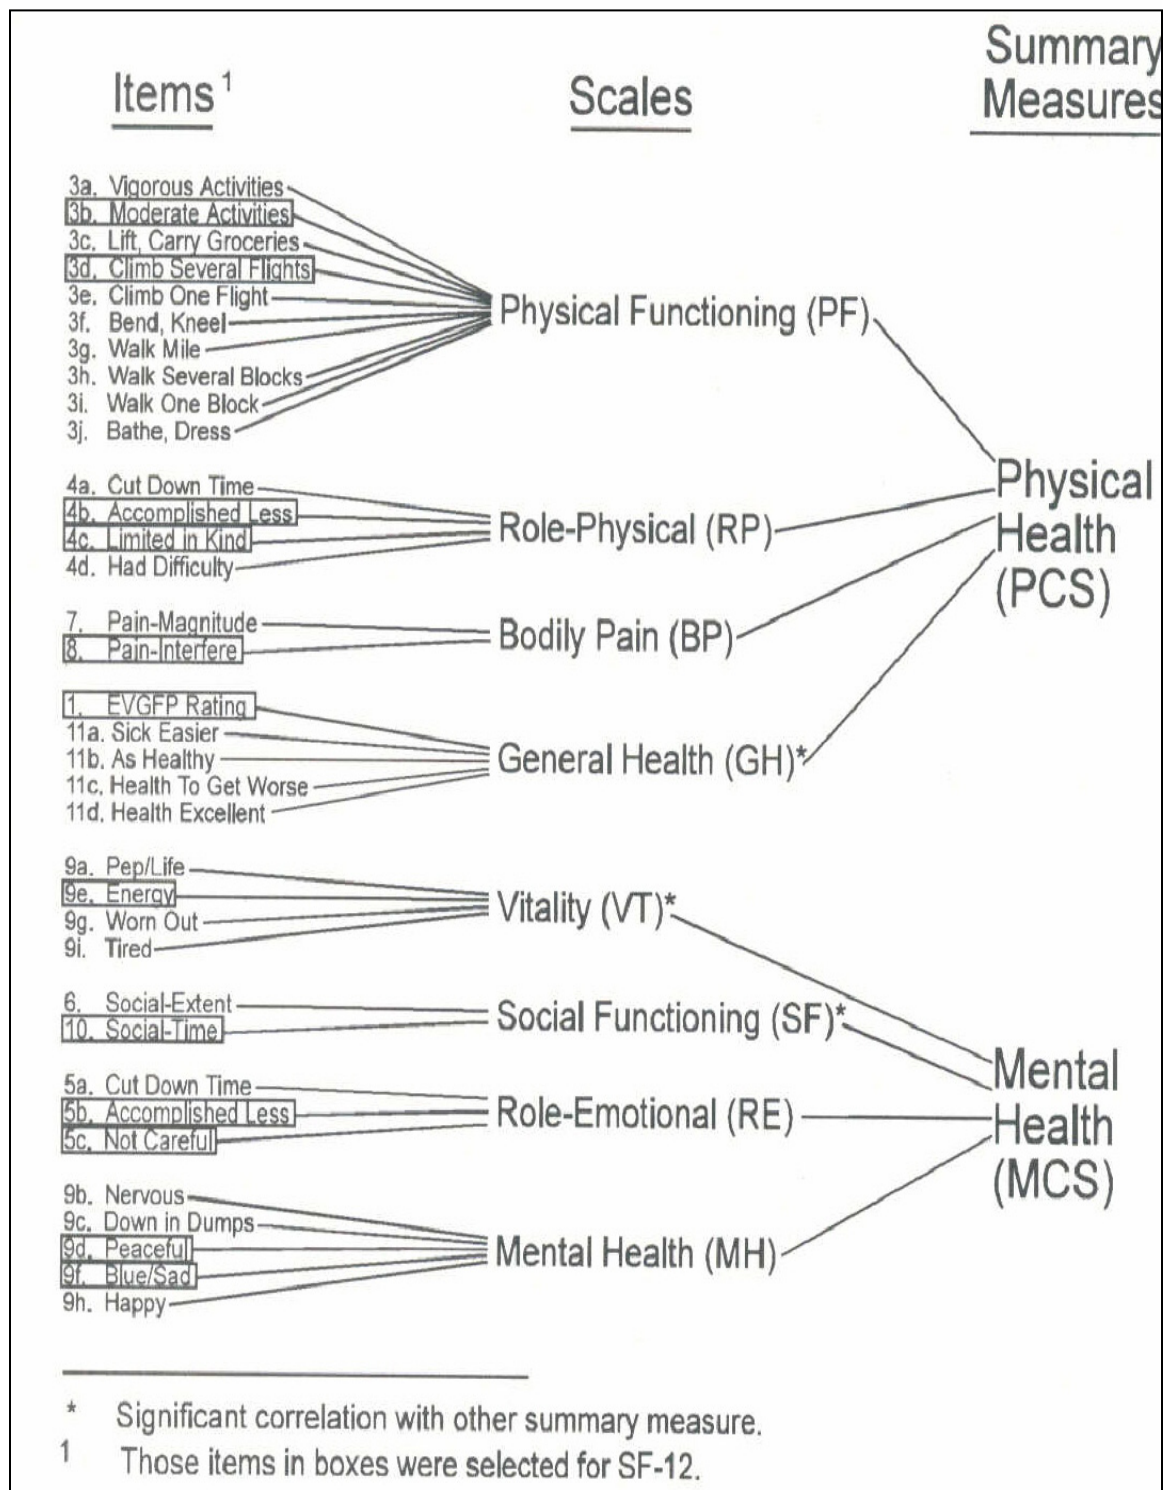 Summary
Items 1 Scales Measures
3a. Vigorous Activities
3b. Moderate Activities
3c. Lift, Carry Groceries
3d. Climb Several Flights
3e. Climb One Flight
Physical Functioning (PF)
3f. Bend, Kneel
3g. Walk Mile
3h. Walk Several Blocks
3i. Walk One Block
3j. Bathe, Dress
Physical
Health
(PCS)
4a. Cut Down Time
4b. Accomplished Less
Role-Physical (RP)
4c. Limited in Kind
4d. Had Difficulty
7. Pain-Magnitude
Bodily Pain (BP)
8. Pain-Interfere
1. EVGFP Rating
11a. Sick Easier
11b. As Healthy
General Health (GH)*
11c. Health To Get Worse
11d. Health Excellent
9a. Pep/Life
9e. Energy
Vitality (VT)*
9g. Worn Out
9i. Tired
6. Social-Extent
Social Functioning (SF)*
10. Social-Time
Mental
Health
(MCS)
5a. Cut Down Time
5b. Accomplished Less
Role-Emotional (RE)
5c. Not Careful
9b. Nervous
9c. Down in Dumps
9d. Peaceful
Mental Health (MH)
9f. Blue/Sad
9h. Happy
* Significant correlation with other summary measure.
1 Those items in boxes were selected for SF-12.